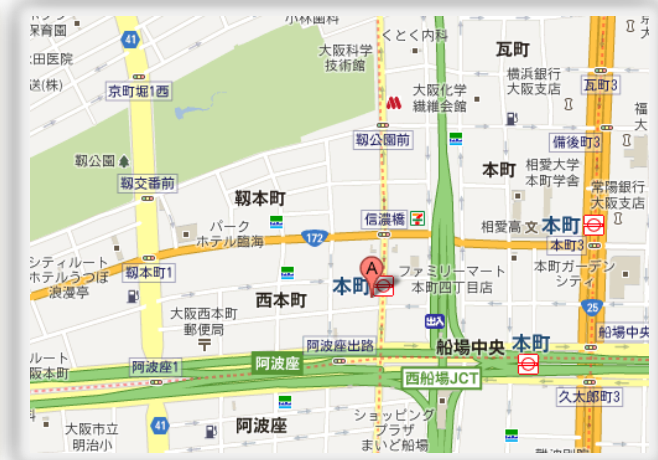 保育園
小林歯科
くとく内科
41
大阪科学
技術館
瓦町
田医院
送(株)
京町堀1西
横浜銀行
大阪支店
瓦町3
大阪化学
繊維会館
福
大
靭公園前
備後町3
靭公園
靭交番前
本町
相愛大学
本町学舎
常陽銀行
大阪支店
靭本町
信濃橋
7
相愛高
文
本町
パーク
ホテル臨海
172
本町3
シティルート
ホテルうつぼ
浪漫亭
靭本町1
A
ファミリーマート
本町四丁目店
本町ガーデン
シティ
本町
西本町
25
大阪西本町
郵便局
出入
本町
船場中央
船場中央
ルート
阪本町
阿波座出路
阿波座1
阿波座
西船場JCT
久太郎町3
41
大阪市立
明治小
阿波座
ショッピング
プラザ
まいど船場